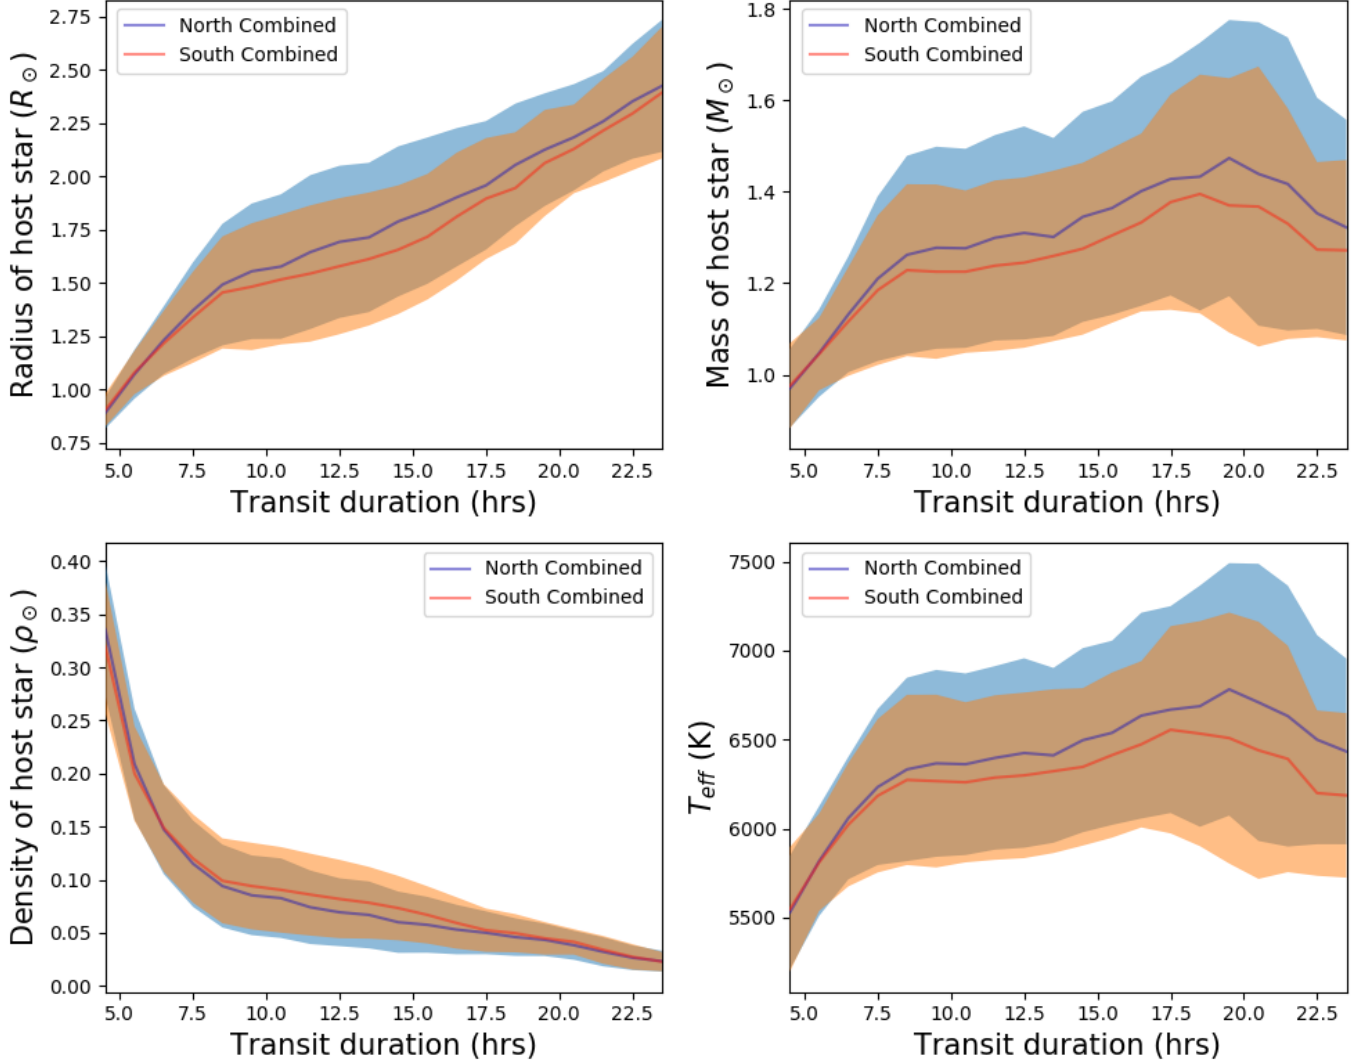 2.75
2.50
2.25
2.00
1.75
1.50
1.25
1.00
0.75
Radius of host star (R⊙)
North Combined
South Combined
5.0 7.5 10.0 12.5 15.0 17.5 20.0 22.5
Transit duration (hrs)
1.8
1.6
1.4
1.2
1.0
Mass of host star (M⊙)
North Combined
South Combined
5.0 7.5 10.0 12.5 15.0 17.5 20.0 22.5
Transit duration (hrs)
0.40
0.35
0.30
0.25
0.20
0.15
0.10
0.05
0.00
Density of host star (ρ⊙)
North Combined
South Combined
5.0 7.5 10.0 12.5 15.0 17.5 20.0 22.5
Transit duration (hrs)
7500
7000
6500
6000
5500
Teff (K)
North Combined
South Combined
5.0 7.5 10.0 12.5 15.0 17.5 20.0 22.5
Transit duration (hrs)